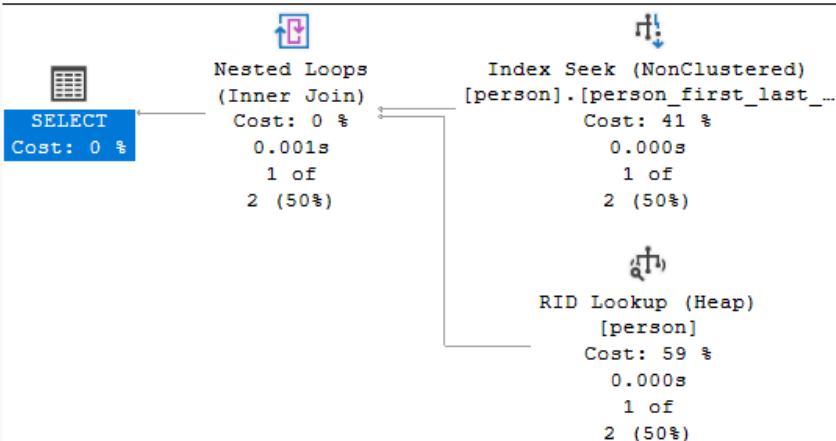 SELECT
Cost: 0 %
Nested Loops
(Inner Join)
Cost: 0 %
0.001s
1 of
2 (50%)
Index Seek (NonClustered)
[person].[person_first_last_…
Cost: 41 %
0.000s
1 of
2 (50%)
RID Lookup (Heap)
[person]
Cost: 59 %
0.000s
1 of
2 (50%)